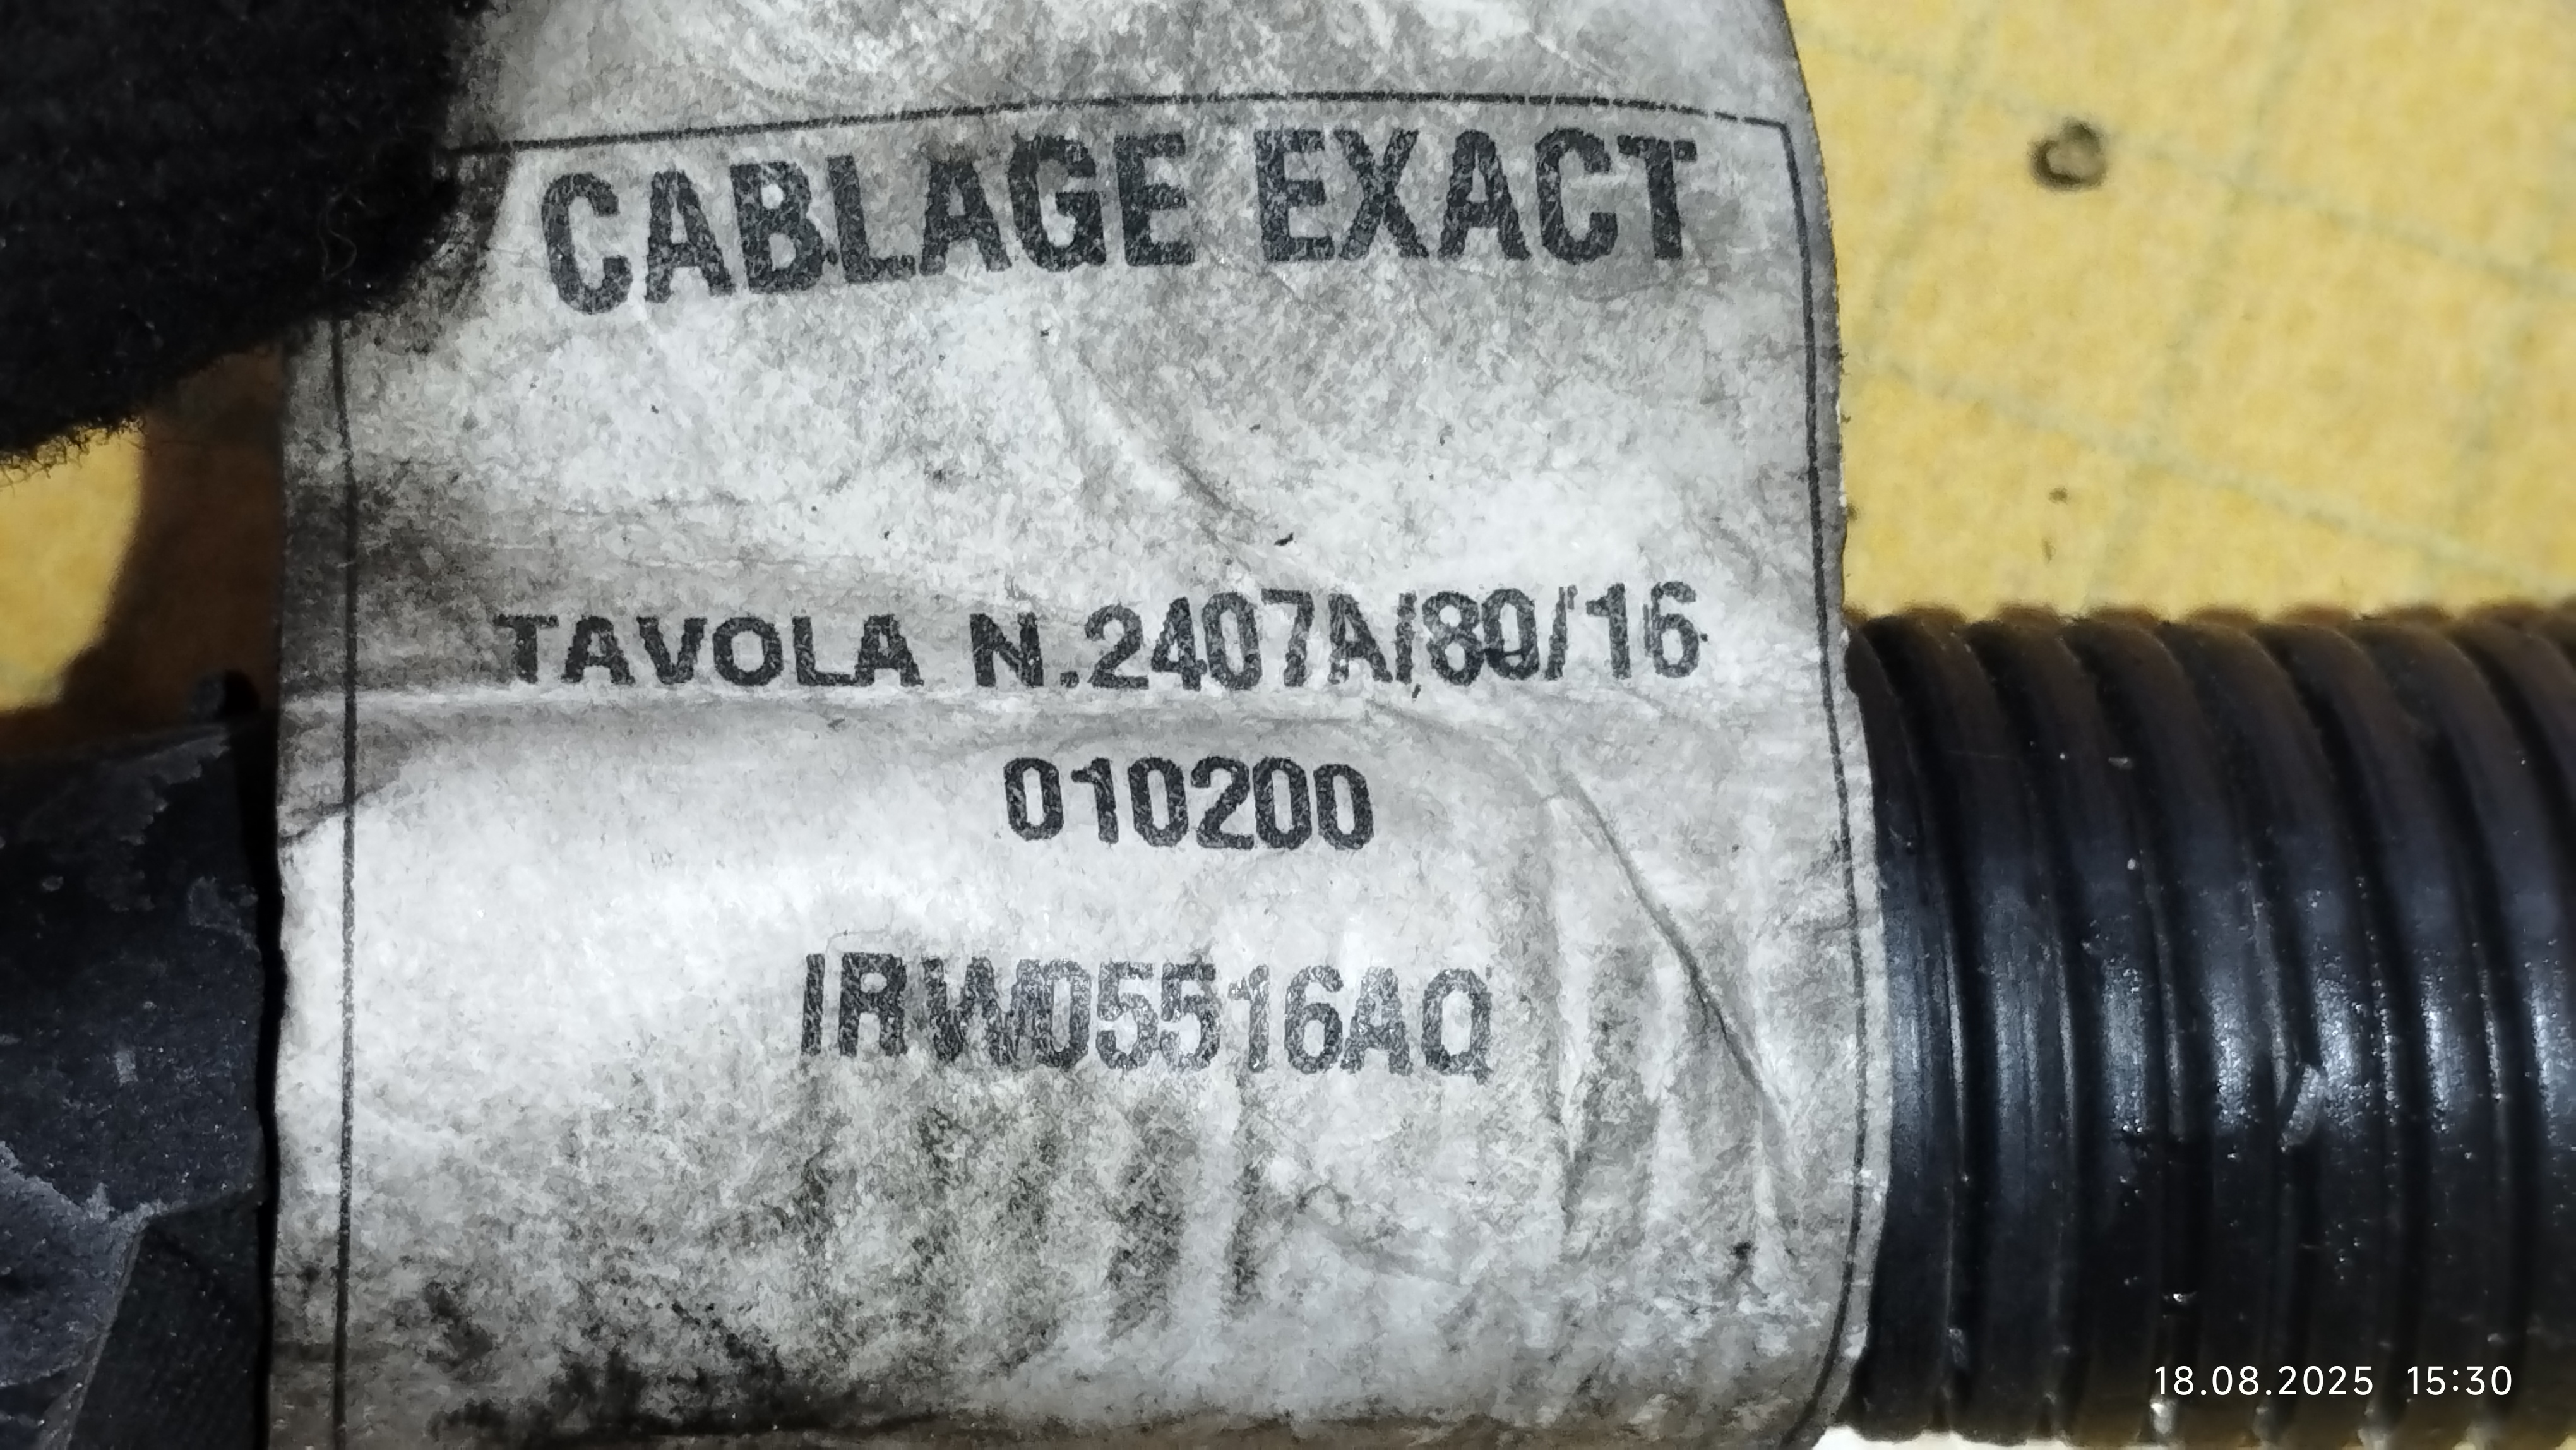 CABLAGE EXACT
TAVOLA N.2407A/80/16
010200
IRW05516AQ
18.08.2025 15:30